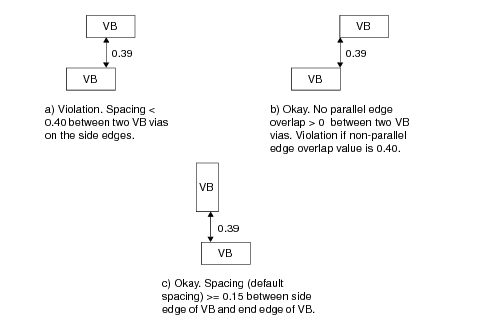 VB
0.39
VB
a) Violation. Spacing <
0.40 between two VB vias
on the side edges.
VB
0.39
VB
b) Okay. No parallel edge
overlap > 0 between two VB
vias. Violation if non-parallel
edge overlap value is 0.40.
VB
0.39
VB
c) Okay. Spacing (default
spacing) >= 0.15 between side
edge of VB and end edge of VB.